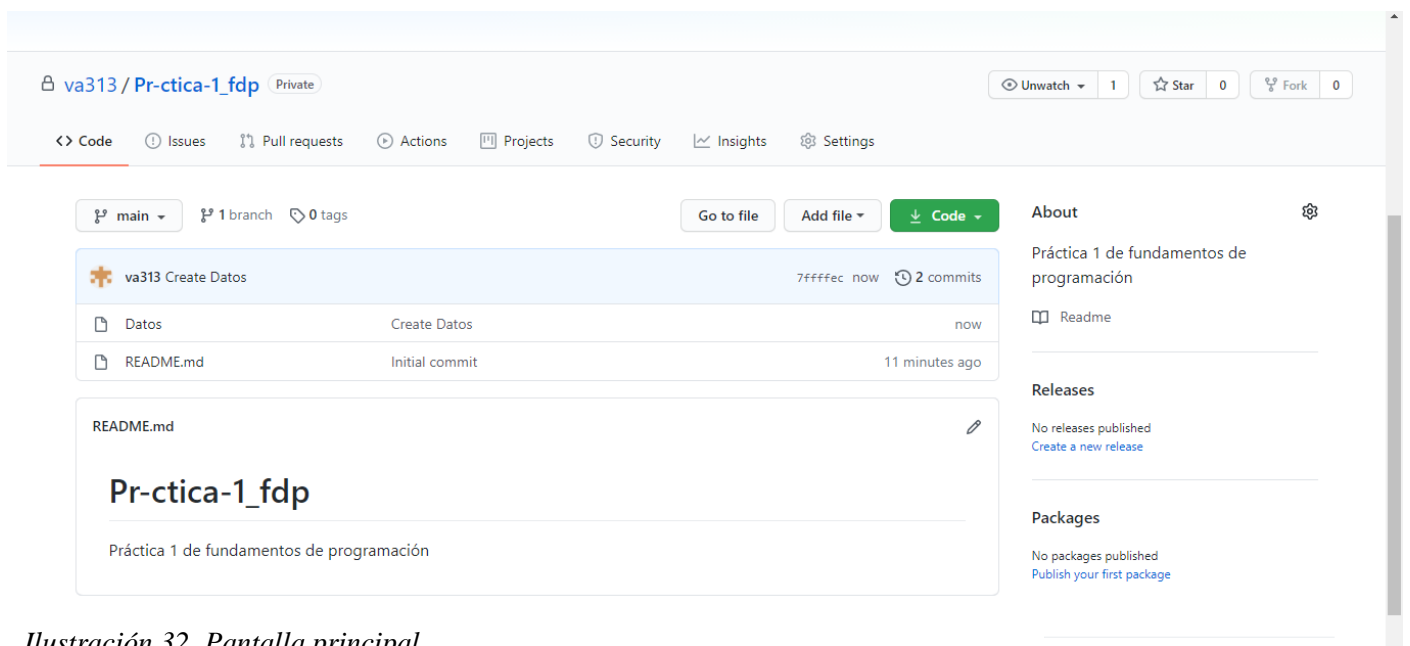 va313 / Pr-ctica-1_fdp Private Unwatch 1 Star 0 Fork 0
<> Code Issues Pull requests Actions Projects Security Insights Settings
main 1 branch 0 tags Go to file Add file Code
va313 Create Datos 7ffffec now 2 commits
Datos Create Datos now
README.md Initial commit 11 minutes ago
README.md
Pr-ctica-1_fdp
Práctica 1 de fundamentos de programación
About
Práctica 1 de fundamentos de
programación
Readme
Releases
No releases published
Create a new release
Packages
No packages published
Publish your first package
Ilustración 32. Pantalla principal